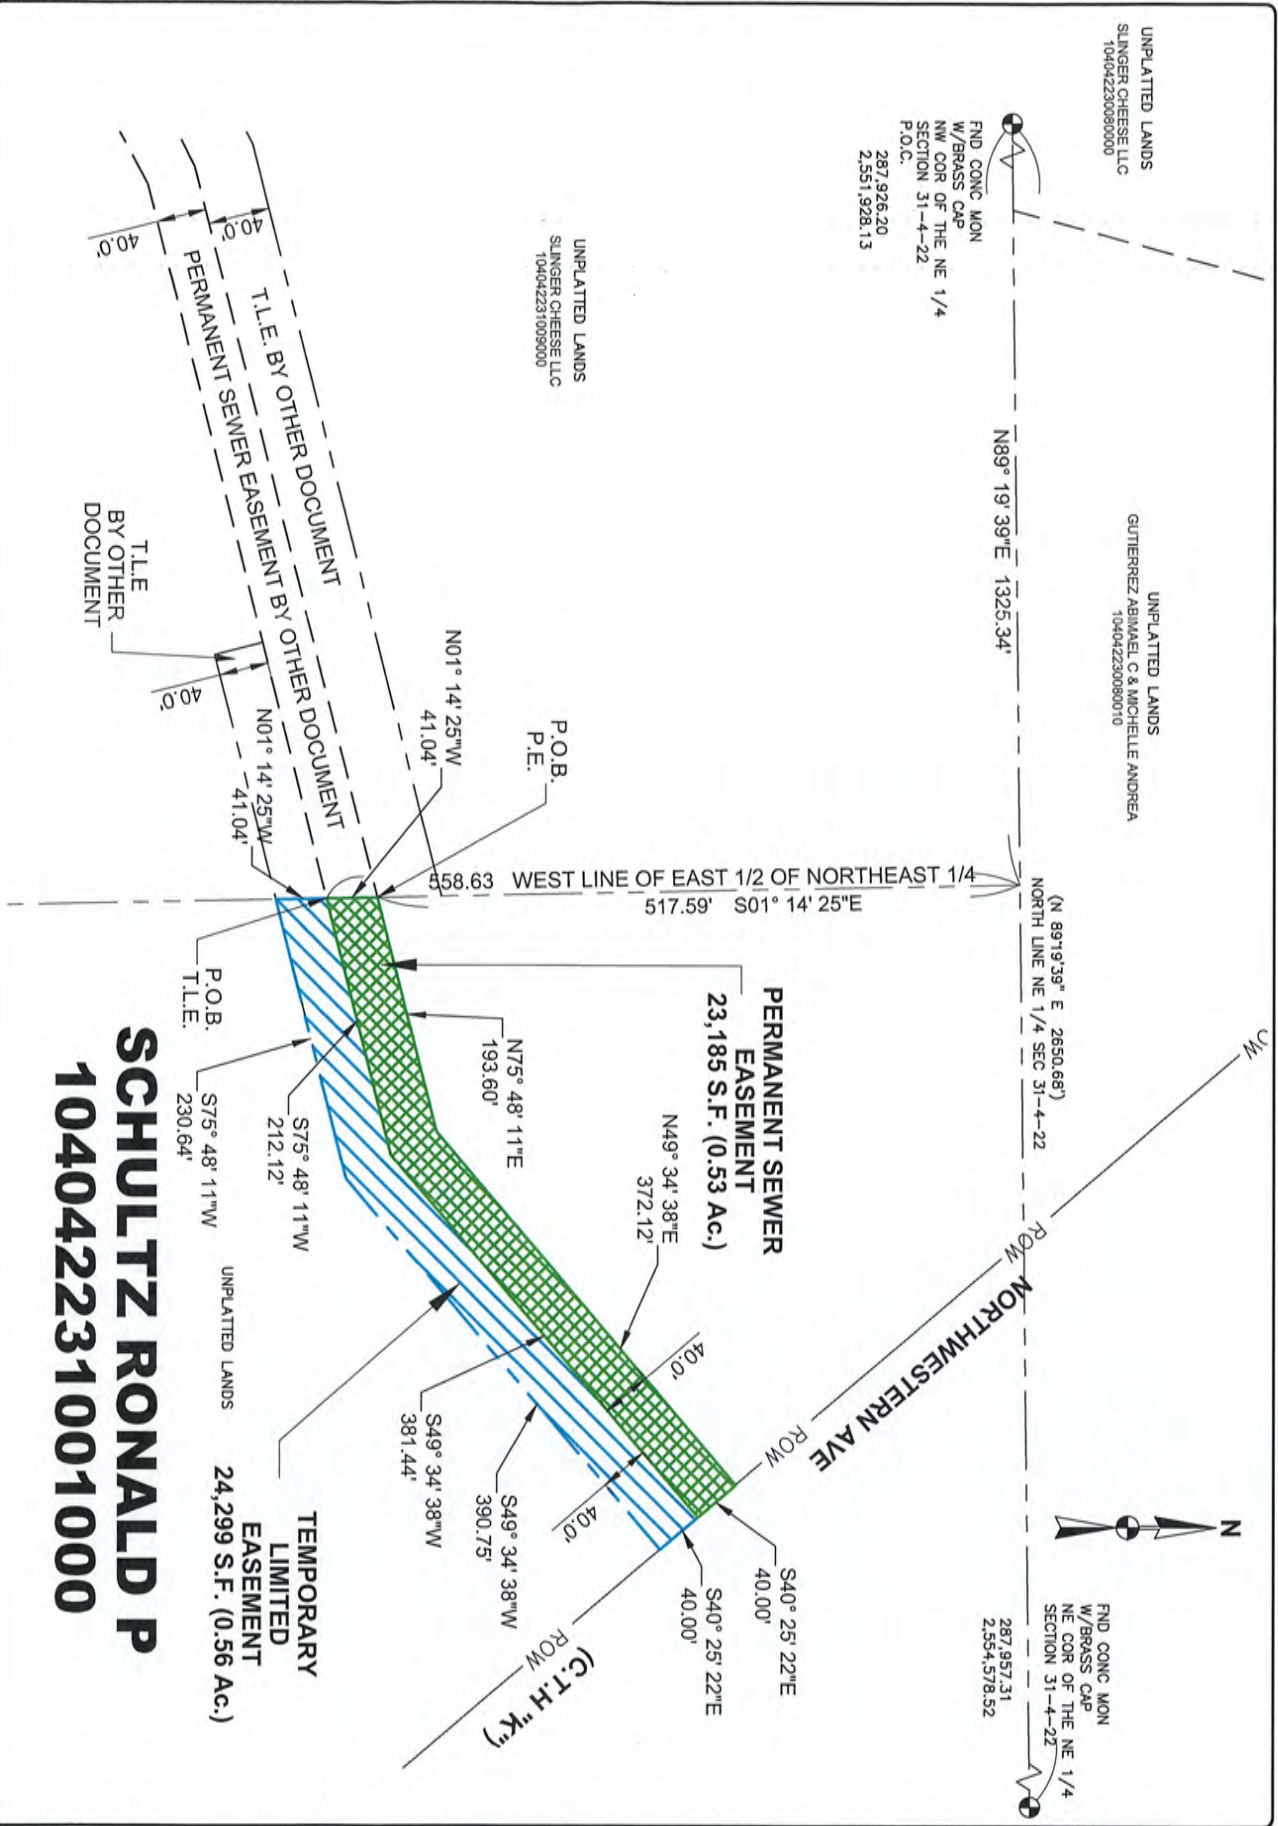 UNPLATTED LANDS
SLINGER CHEESE LLC
104042230080000
UNPLATTED LANDS
GUTIERREZ ABIMAEL C & MICHELLE ANDREA
104042230080010
FND CONC MON
W/BRASS CAP
NW COR OF THE NE 1/4
SECTION 31-4-22
P.O.C.
287,926.20
2,551,928.13
N89° 19' 39"E 1325.34'
(N 89°19'39" E 2650.68')
NORTH LINE NE 1/4 SEC 31-4-22
ROW
NORTHWESTERN AVE
ROW
ROW
(C.T.H "K")
N
FND CONC MON
W/BRASS CAP
NE COR OF THE NE 1/4
SECTION 31-4-22
287,957.31
2,554,578.52
UNPLATTED LANDS
SLINGER CHEESE LLC
104042231009000
558.63 WEST LINE OF EAST 1/2 OF NORTHEAST 1/4
517.59' S01° 14' 25"E
P.O.B.
P.E.
N01° 14' 25"W
41.04'
PERMANENT SEWER
EASEMENT
23,185 S.F. (0.53 Ac.)
N49° 34' 38"E
372.12'
N75° 48' 11"E
193.60'
40.0'
S40° 25' 22"E
40.00'
S40° 25' 22"E
40.00'
40.0'
S49° 34' 38"W
390.75'
S49° 34' 38"W
381.44'
T.L.E. BY OTHER DOCUMENT
PERMANENT SEWER EASEMENT BY OTHER DOCUMENT
40.0'
40.0'
40.0'
T.L.E
BY OTHER
DOCUMENT
N01° 14' 25"W
41.04'
P.O.B.
T.L.E.
S75° 48' 11"W
212.12'
S75° 48' 11"W
230.64'
UNPLATTED LANDS
TEMPORARY
LIMITED
EASEMENT
24,299 S.F. (0.56 Ac.)
SCHULTZ RONALD P
104042231001000